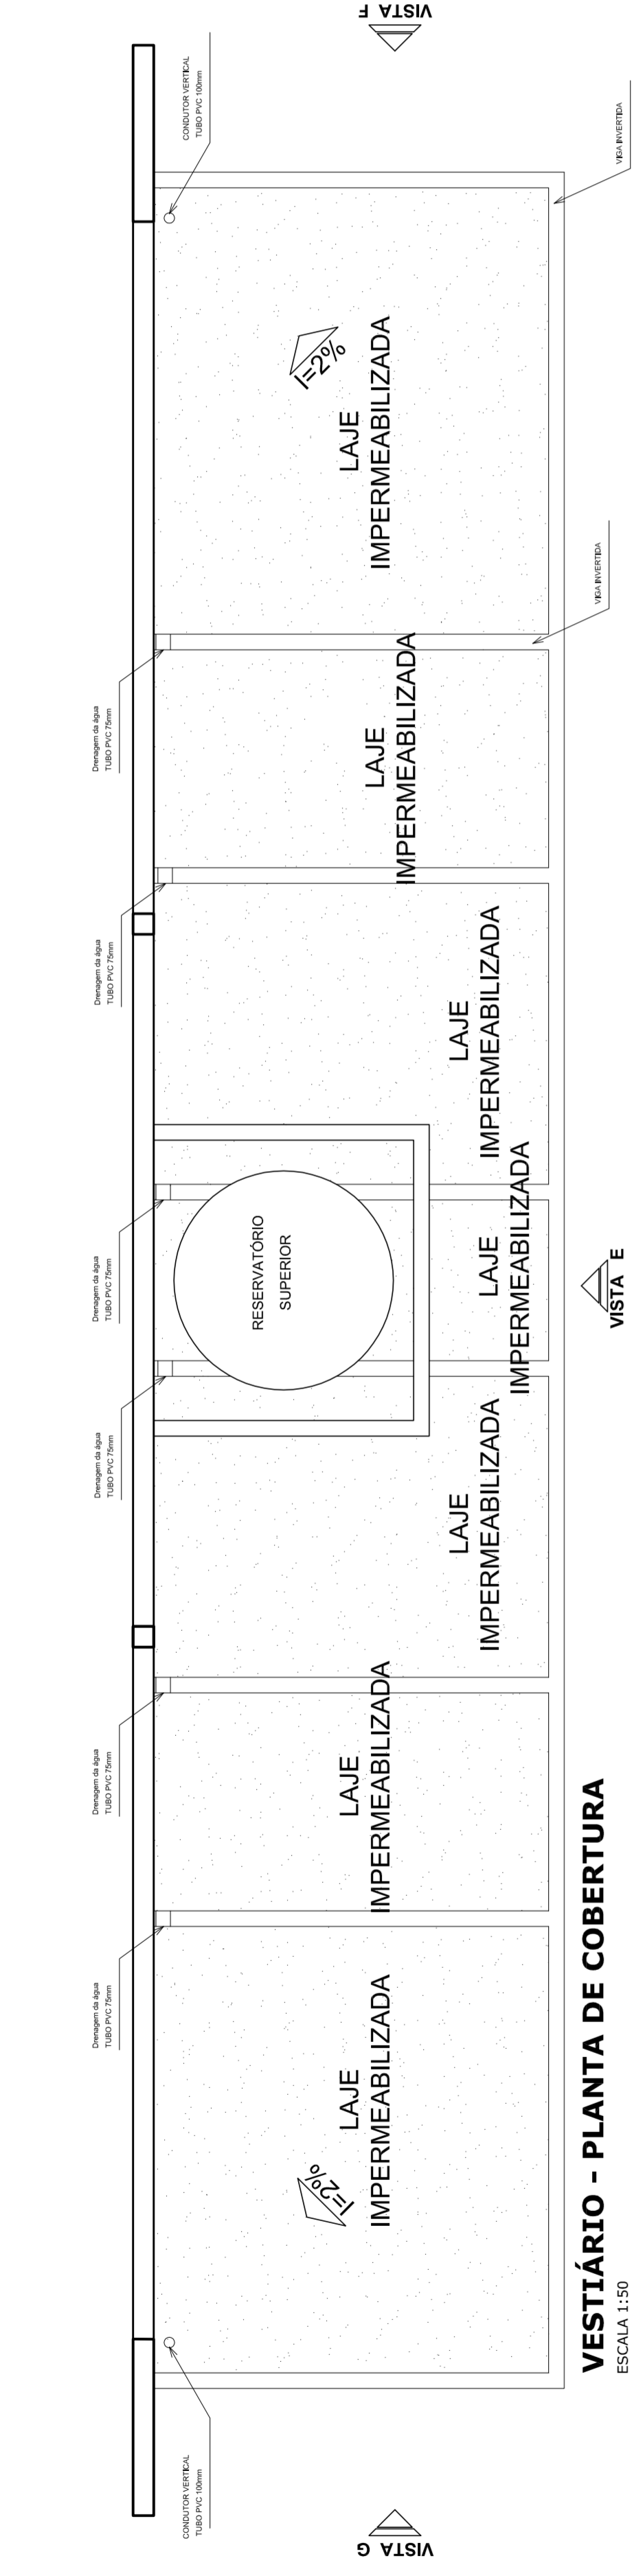 CONDUTOR VERTICAL
TUBO PVC 100mm
Drenagem da água
TUBO PVC 75mm
Drenagem da água
TUBO PVC 75mm
Drenagem da água
TUBO PVC 75mm
Drenagem da água
TUBO PVC 75mm
Drenagem da água
TUBO PVC 75mm
Drenagem da água
TUBO PVC 75mm
CONDUTOR VERTICAL
TUBO PVC 100mm
VISTA G
I=2%
LAJE
IMPERMEABILIZADA
LAJE
IMPERMEABILIZADA
LAJE
IMPERMEABILIZADA
RESERVATÓRIO
SUPERIOR
LAJE
IMPERMEABILIZADA
LAJE
IMPERMEABILIZADA
LAJE
IMPERMEABILIZADA
I=2%
LAJE
IMPERMEABILIZADA
VISTA F
VIGA INVERTIDA
VIGA INVERTIDA
VISTA E
VESTIÁRIO - PLANTA DE COBERTURA
ESCALA 1:50